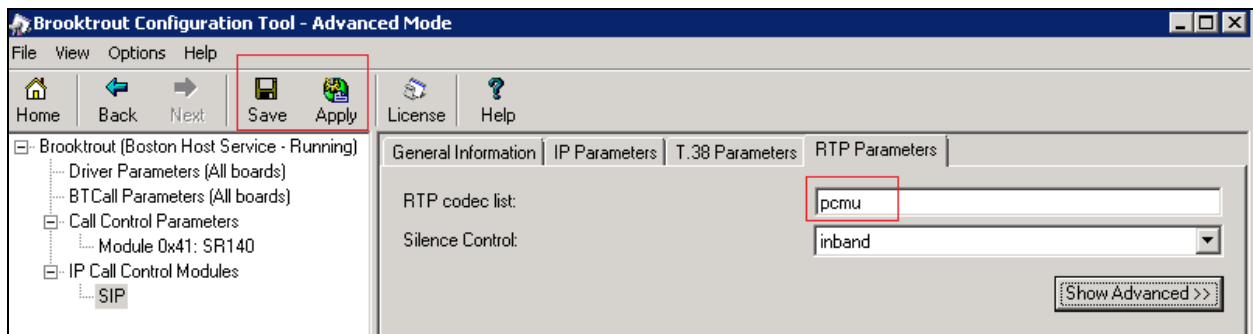 Brooktrout Configuration Tool - Advanced Mode
File View Options Help
Home Back Next Save Apply License Help
Brooktrout (Boston Host Service - Running)
Driver Parameters (All boards)
BTCall Parameters (All boards)
Call Control Parameters
Module 0x41: SR140
IP Call Control Modules
SIP
General Information IP Parameters T.38 Parameters RTP Parameters
RTP codec list: pcmu
Silence Control: inband
Show Advanced >>